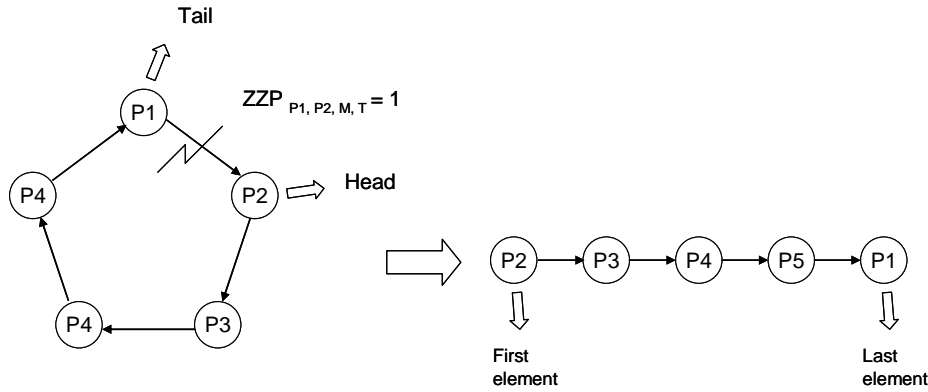 Tail
P1
ZZP P1, P2, M, T = 1
P4
P2
Head
P4
P3
P2
P3
P4
P5
P1
First
element
Last
element